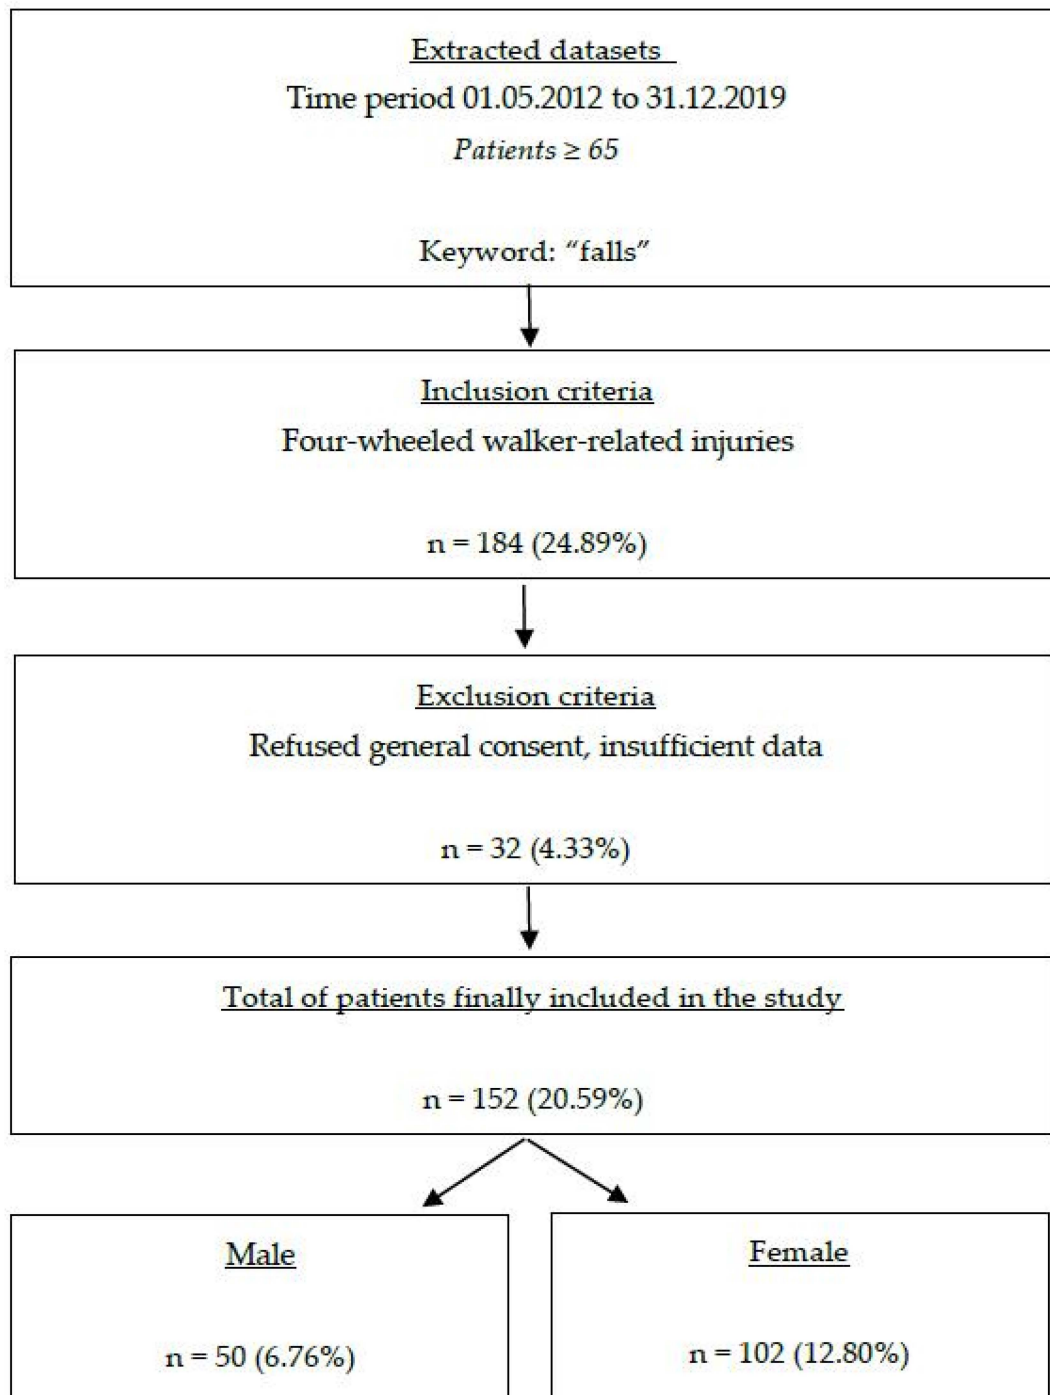 Extracted datasets
Time period 01.05.2012 to 31.12.2019
Patients ≥ 65
Keyword: “falls”
Inclusion criteria
Four-wheeled walker-related injuries
n = 184 (24.89%)
Exclusion criteria
Refused general consent, insufficient data
n = 32 (4.33%)
Total of patients finally included in the study
n = 152 (20.59%)
Male
n = 50 (6.76%)
Female
n = 102 (12.80%)